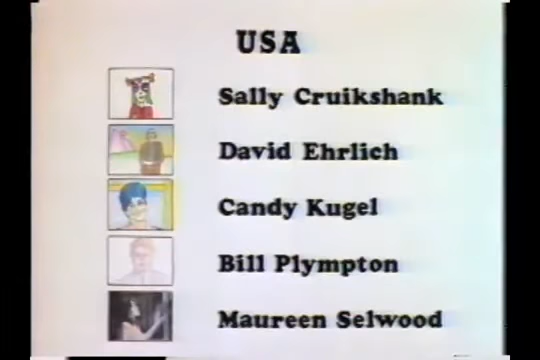 USA
Sally Cruikshank
David Ehrlich
Candy Kugel
Bill Plympton
Maureen Selwood